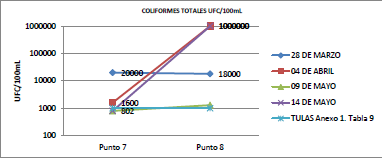 COLIFORMES TOTALES UFC/100mL
UFC/100mL
1000000
100000
10000
1000
100
20000
1600
802
1000000
18000
Punto 7
Punto 8
28 DE MARZO
04 DE ABRIL
09 DE MAYO
14 DE MAYO
TULAS Anexo 1. Tabla 9